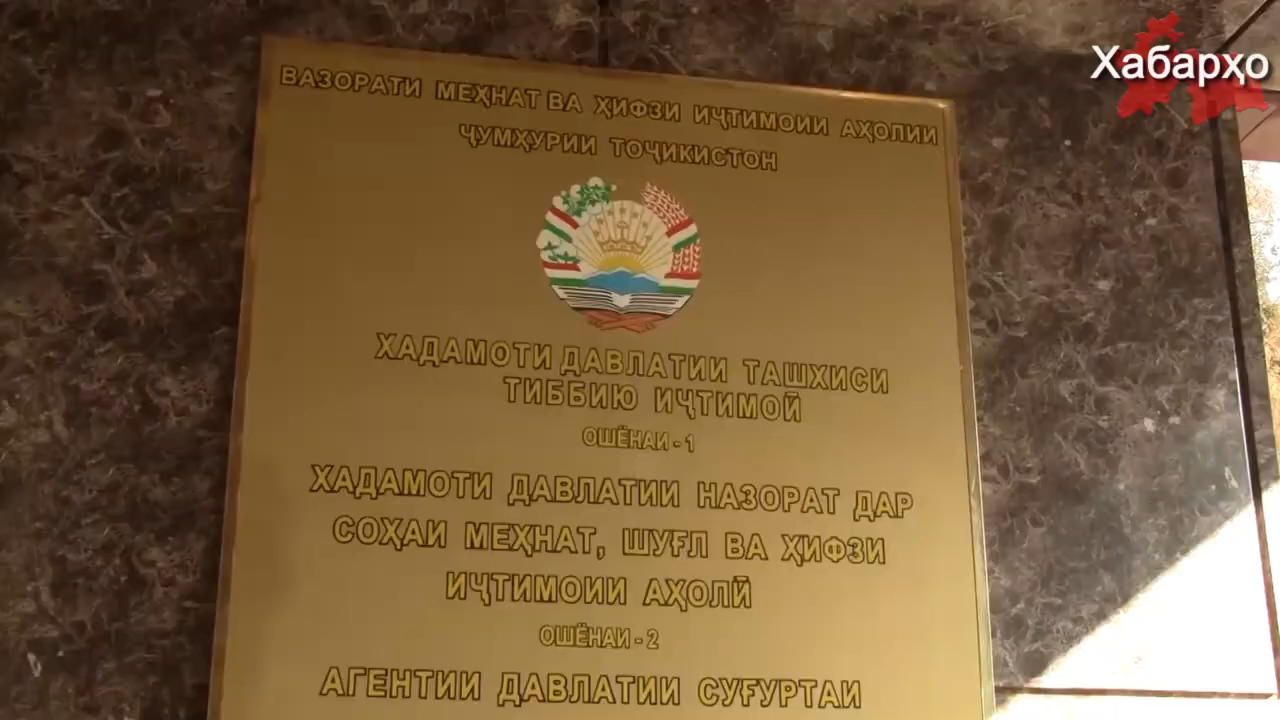 Хабарҳо
ВАЗОРАТИ МЕҲНАТ ВА ҲИФЗИ ИҶТИМОИИ АҲОЛИИ
ҶУМҲУРИИ ТОҶИКИСТОН
ХАДАМОТИ ДАВЛАТИИ ТАШХИСИ
ТИББИЮ ИҶТИМОӢ
ОШЁНАИ - 1
ХАДАМОТИ ДАВЛАТИИ НАЗОРАТ ДАР
СОҲАИ МЕҲНАТ, ШУҒЛ ВА ҲИФЗИ
ИҶТИМОИИ АҲОЛӢ
ОШЁНАИ - 2
АГЕНТИИ ДАВЛАТИИ СУҒУРТАИ